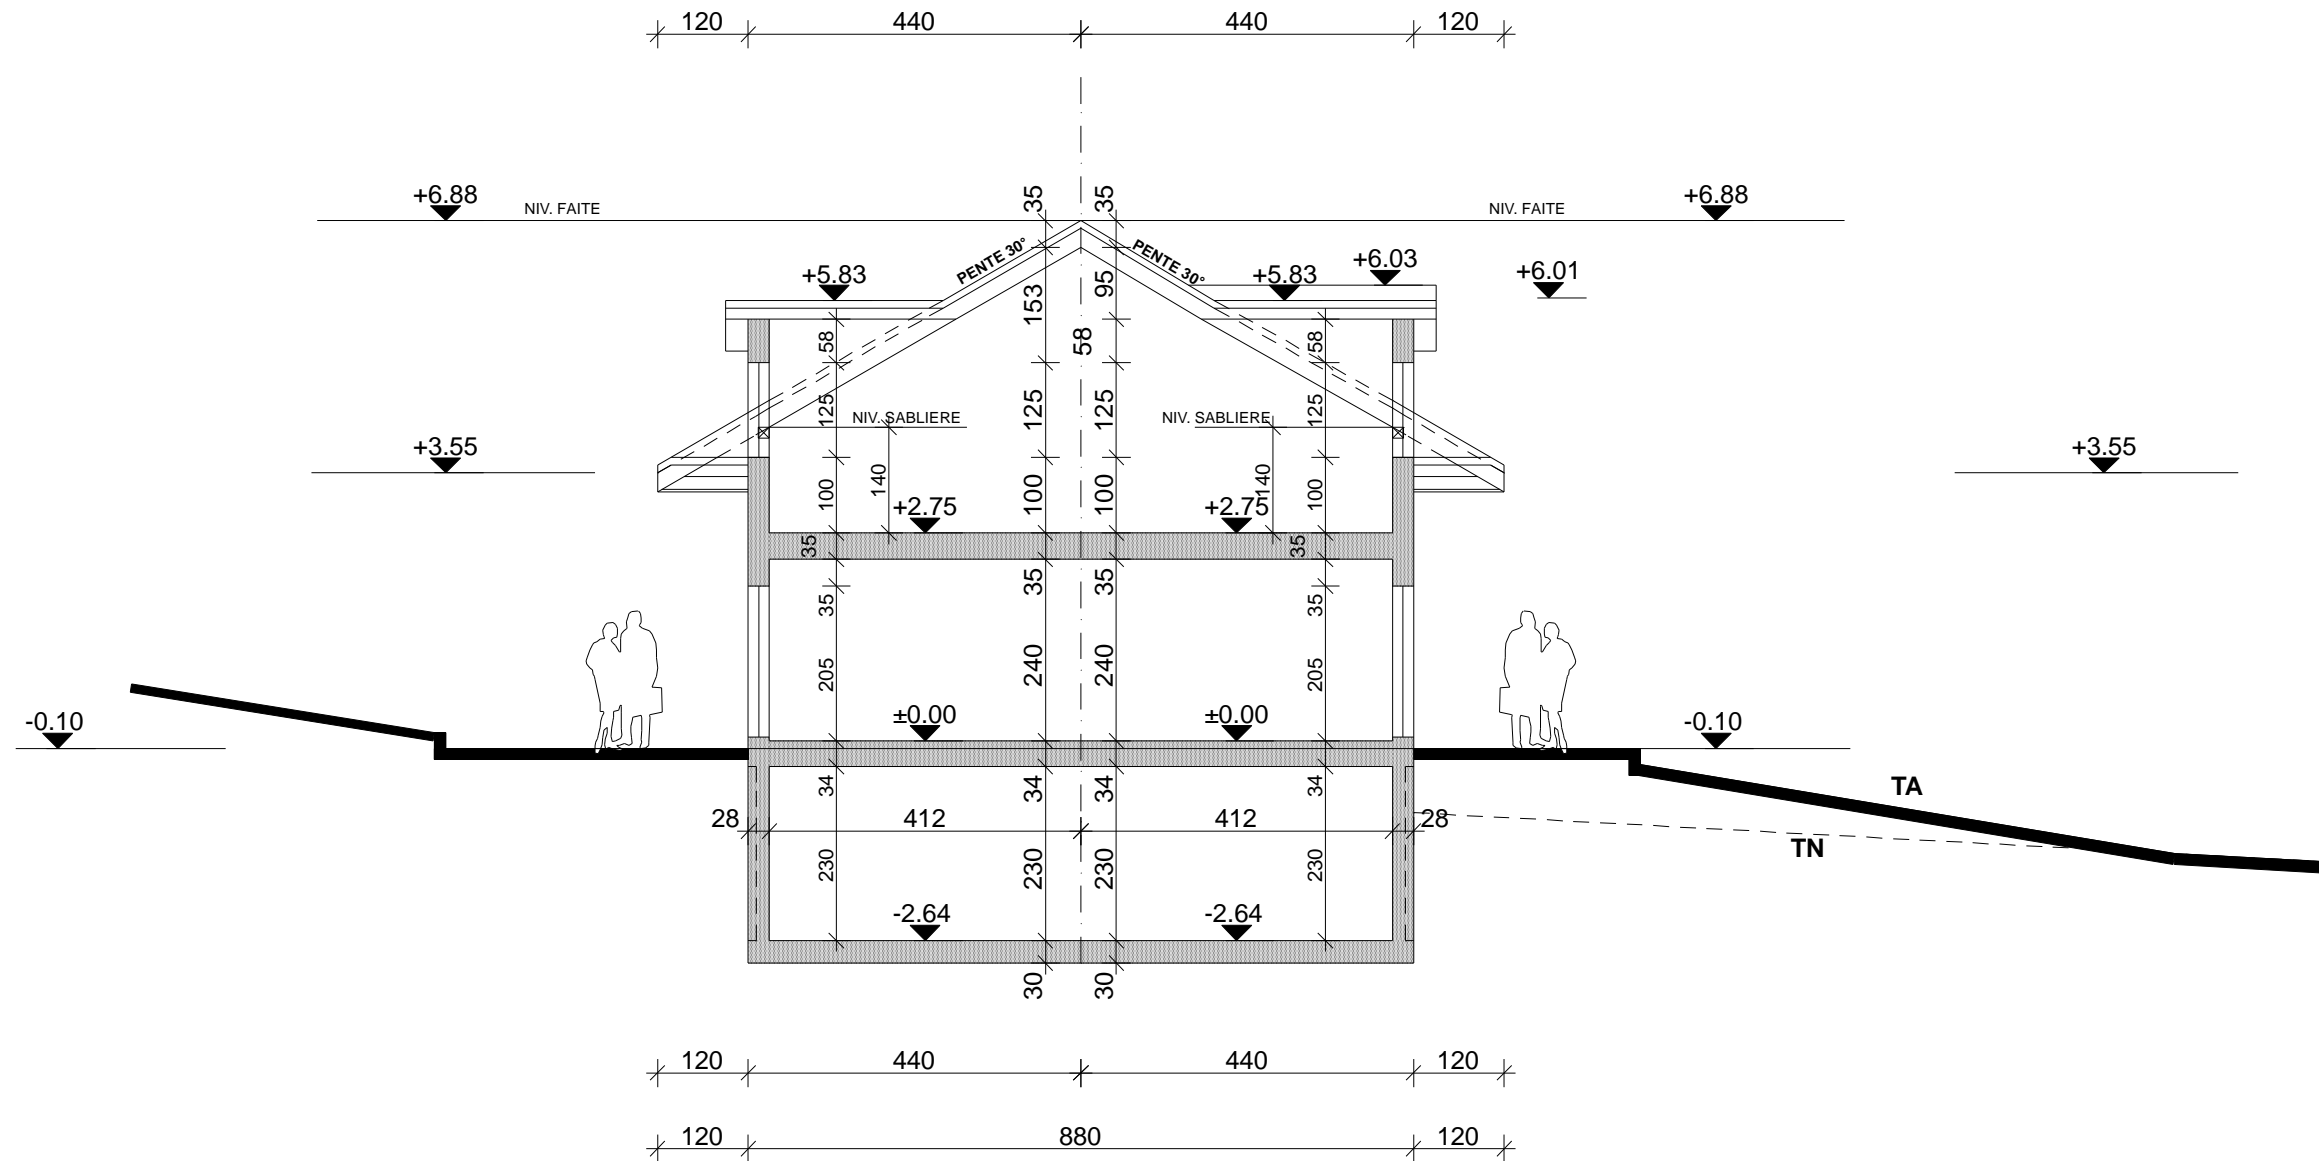 120 440 440 120
+6.88 NIV. FAITE 35 35 NIV. FAITE +6.88
PENTE 30° PENTE 30°
+5.83 +5.83 +6.03 +6.01
153 95
58 58 58
125 125 125 125
NIV. SABLIERE NIV. SABLIERE
+3.55 +3.55
100 140 100 100 140 100
+2.75 +2.75
35 35
35 35 35 35
205 240 240 205
-0.10 ±0.00 ±0.00 -0.10
34 34 34 34
TA
28 412 412 28
TN
230 230 230 230
-2.64 -2.64
30 30
120 440 440 120
120 880 120